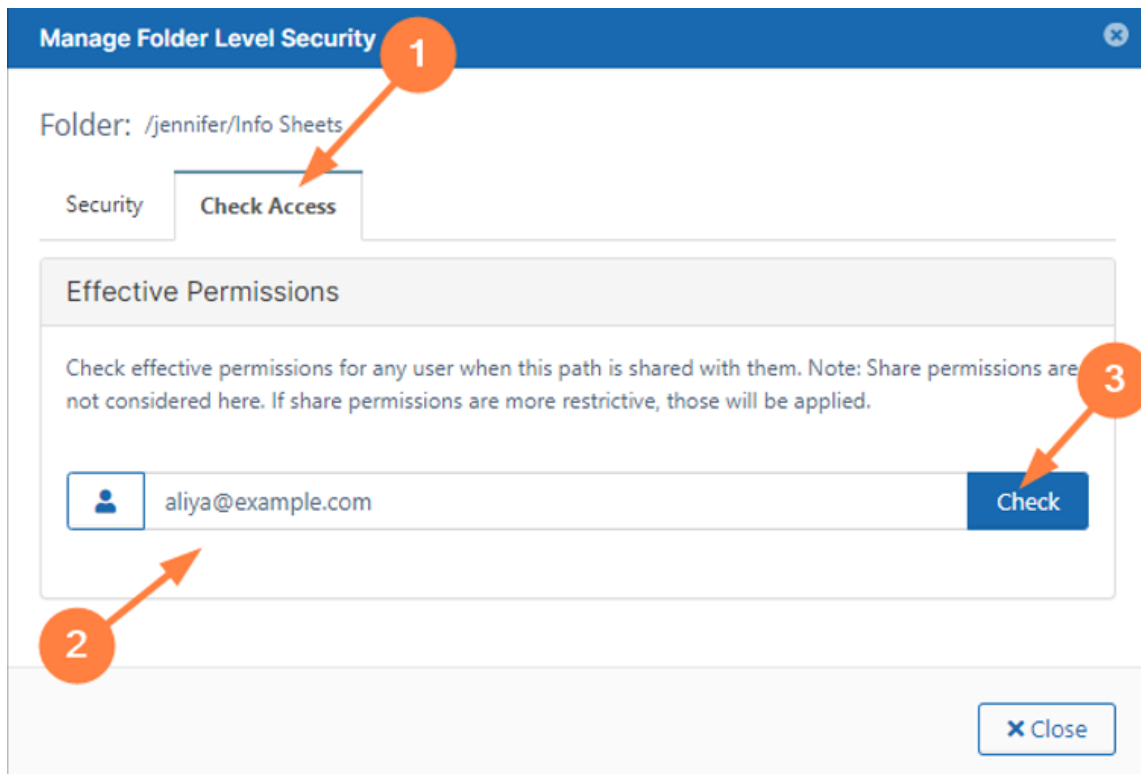 Manage Folder Level Security
1
Folder: /jennifer/Info Sheets
Security
Check Access
Effective Permissions
Check effective permissions for any user when this path is shared with them. Note: Share permissions are
not considered here. If share permissions are more restrictive, those will be applied.
3
aliya@example.com
Check
2
Close